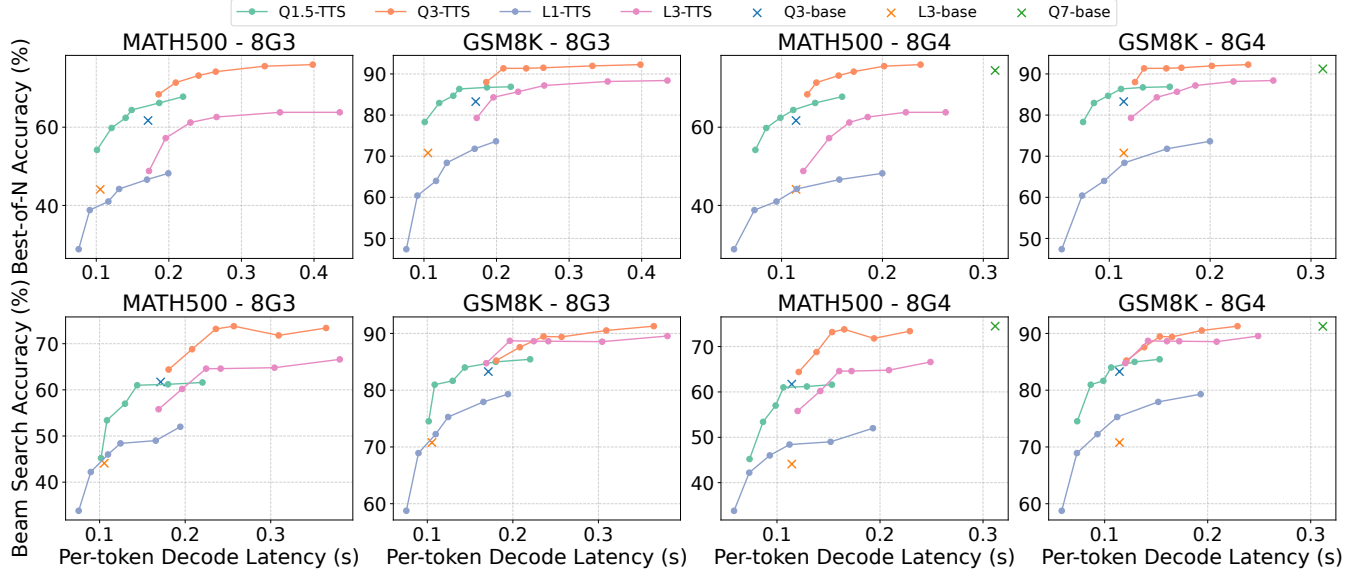 Q1.5-TTS Q3-TTS L1-TTS L3-TTS Q3-base L3-base Q7-base
MATH500 - 8G3 GSM8K - 8G3 MATH500 - 8G4 GSM8K - 8G4
Best-of-N Accuracy (%)
60
40
0.1 0.2 0.3 0.4
90
80
70
60
50
0.1 0.2 0.3 0.4
60
40
0.1 0.2 0.3
90
80
70
60
50
0.1 0.2 0.3
MATH500 - 8G3 GSM8K - 8G3 MATH500 - 8G4 GSM8K - 8G4
Beam Search Accuracy (%)
70
60
50
40
0.1 0.2 0.3
Per-token Decode Latency (s)
90
80
70
60
0.1 0.2 0.3
Per-token Decode Latency (s)
70
60
50
40
0.1 0.2 0.3
Per-token Decode Latency (s)
90
80
70
60
0.1 0.2 0.3
Per-token Decode Latency (s)